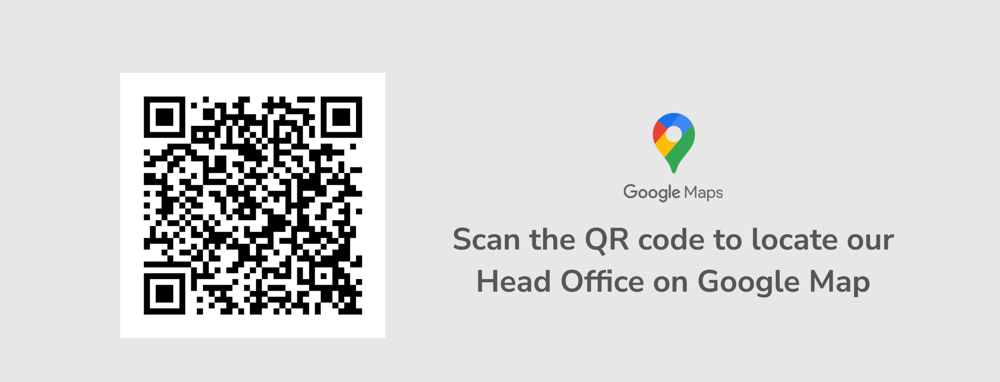 Google Maps
Scan the QR code to locate our
Head Office on Google Map